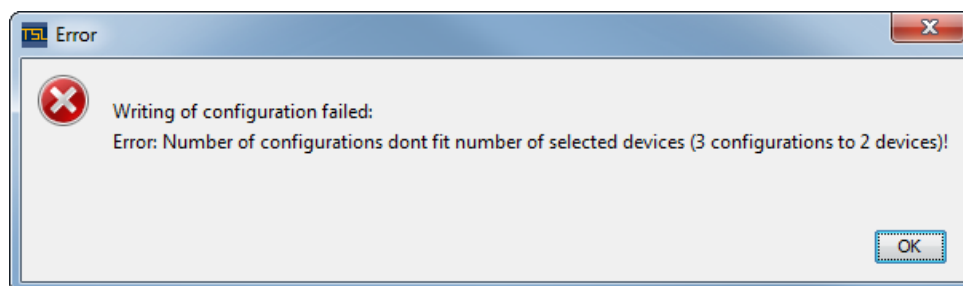 TSL Error
Writing of configuration failed:
Error: Number of configurations dont fit number of selected devices (3 configurations to 2 devices)!
OK